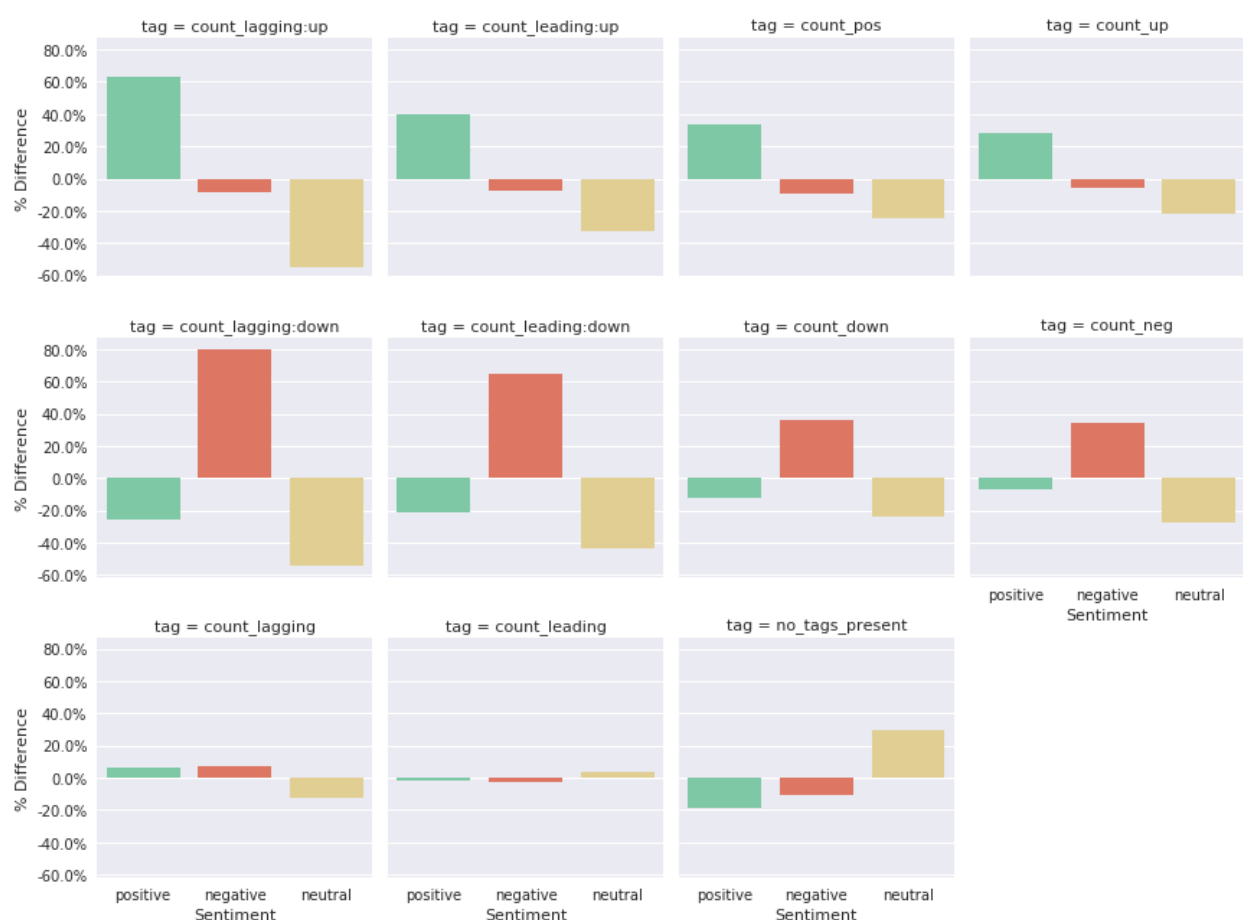 tag = count_lagging:up
tag = count_leading:up
tag = count_pos
tag = count_up
80.0%
60.0%
40.0%
20.0%
0.0%
-20.0%
-40.0%
-60.0%
% Difference
tag = count_lagging:down
tag = count_leading:down
tag = count_down
tag = count_neg
80.0%
60.0%
40.0%
20.0%
0.0%
-20.0%
-40.0%
-60.0%
% Difference
positive negative neutral
Sentiment
tag = count_lagging
tag = count_leading
tag = no_tags_present
80.0%
60.0%
40.0%
20.0%
0.0%
-20.0%
-40.0%
-60.0%
% Difference
positive negative neutral
Sentiment
positive negative neutral
Sentiment
positive negative neutral
Sentiment